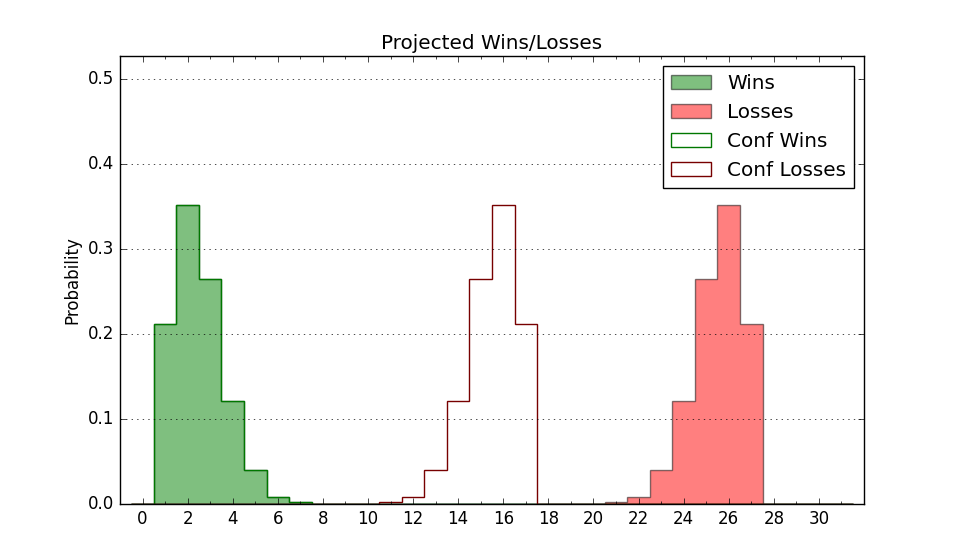 Projected Wins/Losses
Probability
0.5
0.4
0.3
0.2
0.1
0.0
0 2 4 6 8 10 12 14 16 18 20 22 24 26 28 30
Wins
Losses
Conf Wins
Conf Losses